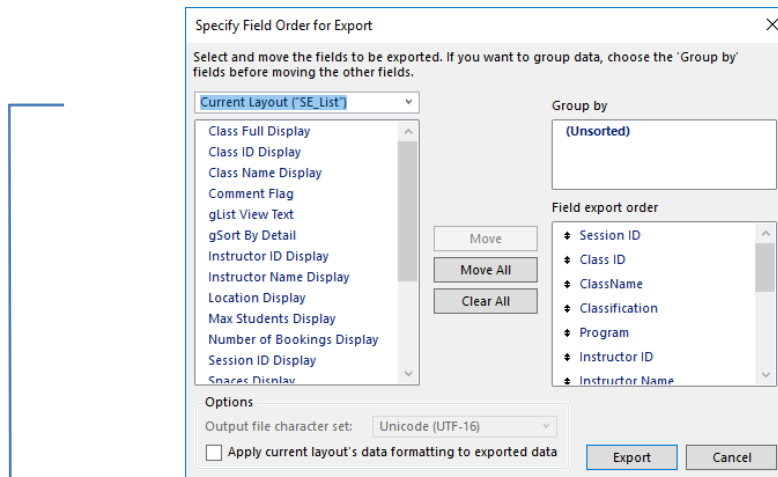 Specify Field Order for Export
Select and move the fields to be exported. If you want to group data, choose the 'Group by'
fields before moving the other fields.
Current Layout ("SE_List")
Class Full Display
Class ID Display
Class Name Display
Comment Flag
gList View Text
gSort By Detail
Instructor ID Display
Instructor Name Display
Location Display
Max Students Display
Number of Bookings Display
Session ID Display
Spaces Display
Move
Move All
Clear All
Group by
(Unsorted)
Field export order
Session ID
Class ID
ClassName
Classification
Program
Instructor ID
Instructor Name
Options
Output file character set: Unicode (UTF-16)
Apply current layout's data formatting to exported data
Export
Cancel